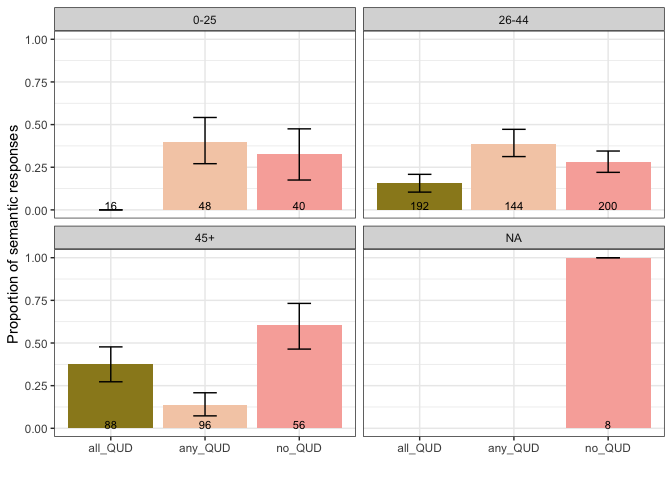 0-25
26-44
1.00
0.75
0.50
0.25
0.00
16
48
40
192
144
200
Proportion of semantic responses
45+
NA
1.00
0.75
0.50
0.25
0.00
88
96
56
8
all_QUD
any_QUD
no_QUD
all_QUD
any_QUD
no_QUD